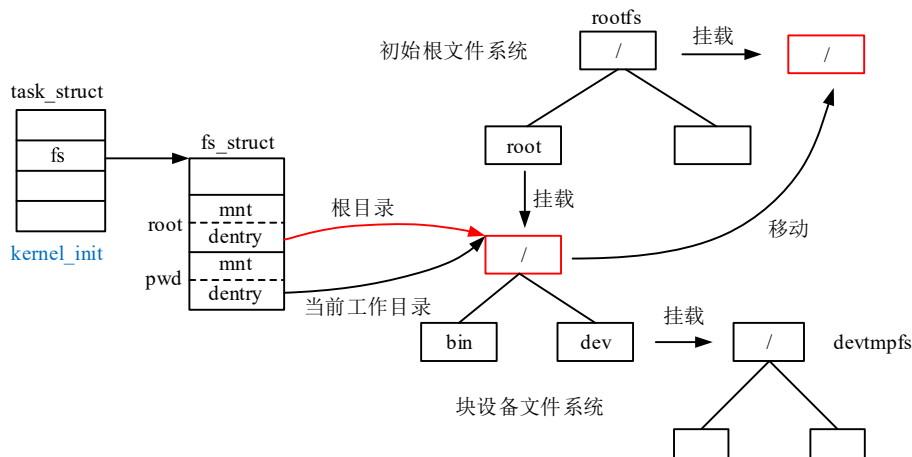 rootfs
初始根文件系统
/
挂载
/
task_struct
fs
fs_struct
root
挂载
root
mnt
dentry
根目录
kernel_init
pwd
mnt
dentry
当前工作目录
/
移动
bin
dev
挂载
/
devtmpfs
块设备文件系统